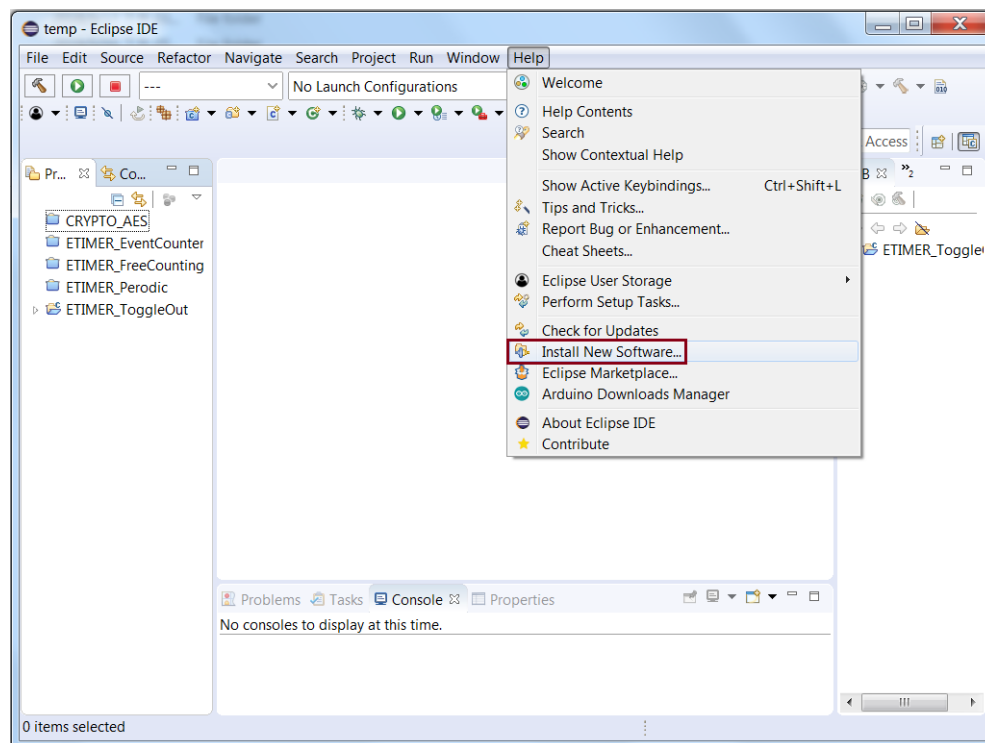 temp - Eclipse IDE
File Edit Source Refactor Navigate Search Project Run Window Help
--- No Launch Configurations
Access
Pr... Co...
CRYPTO_AES
ETIMER_EventCounter
ETIMER_FreeCounting
ETIMER_Perodic
ETIMER_ToggleOut
Welcome
Help Contents
Search
Show Contextual Help
Show Active Keybindings... Ctrl+Shift+L
Tips and Tricks...
Report Bug or Enhancement...
Cheat Sheets...
Eclipse User Storage
Perform Setup Tasks...
Check for Updates
Install New Software...
Eclipse Marketplace...
Arduino Downloads Manager
About Eclipse IDE
Contribute
B »2
ETIMER_Toggle
Problems Tasks Console Properties
No consoles to display at this time.
0 items selected